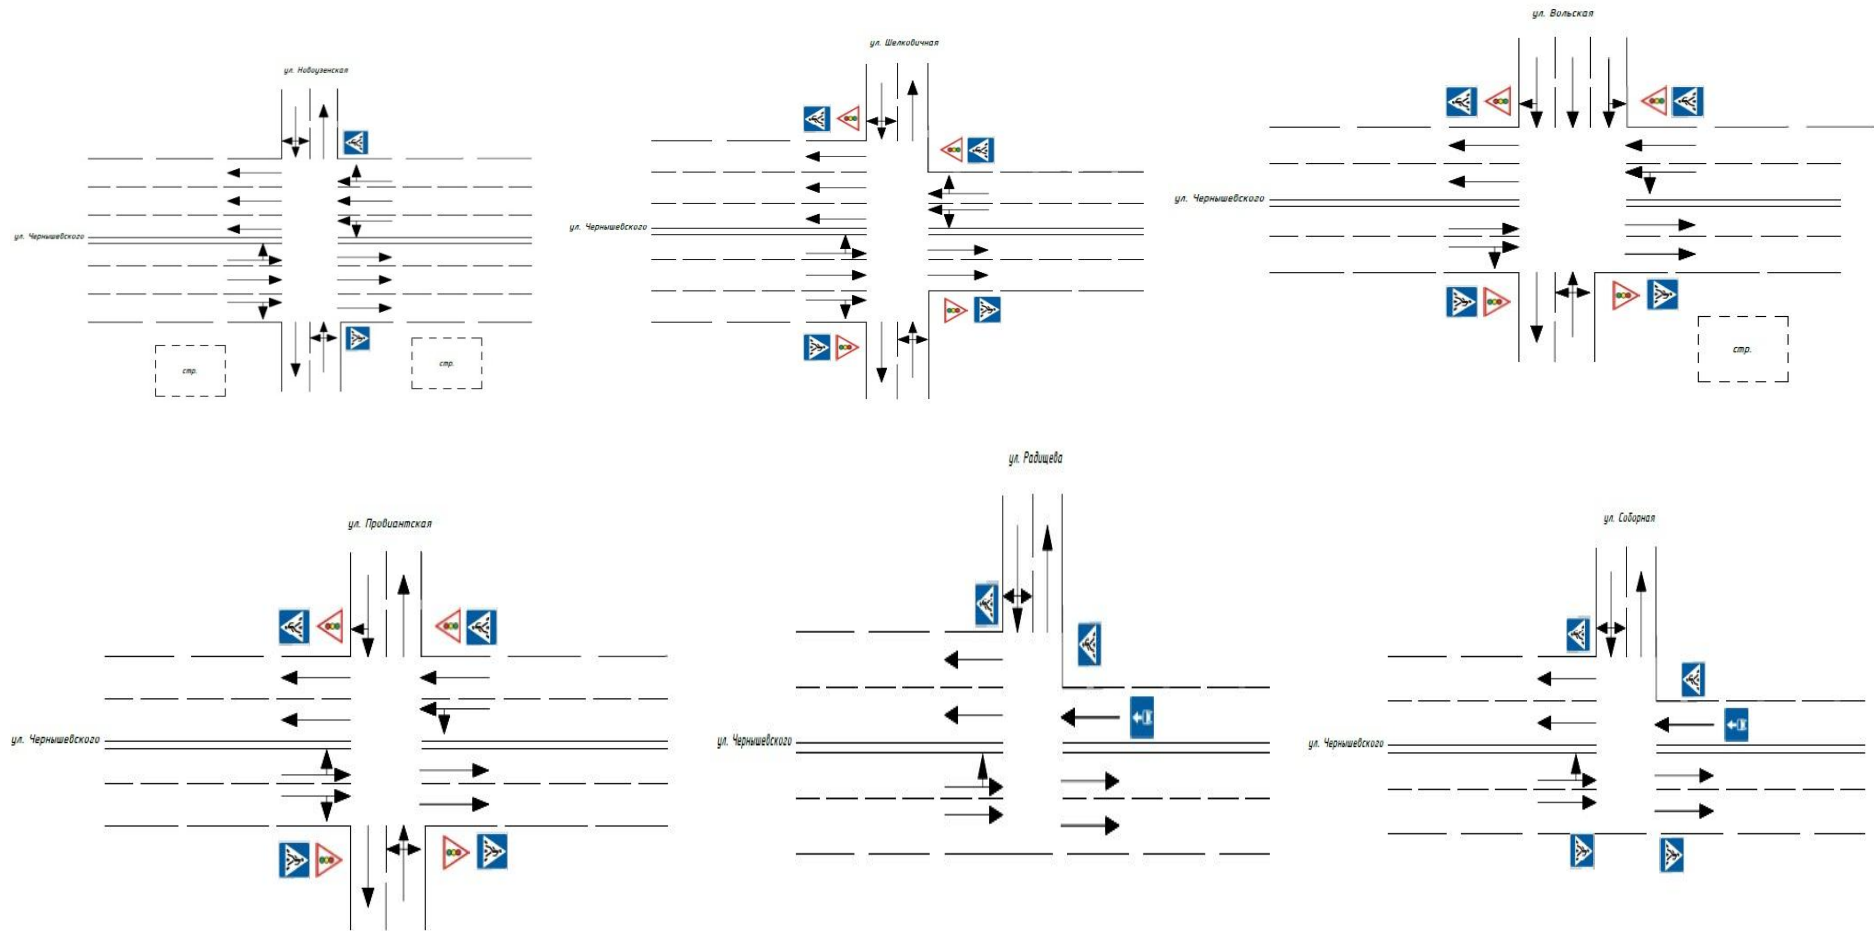 ул. Новоузенская
ул. Чернышевского
стр.
стр.
ул. Шелковичная
ул. Чернышевского
ул. Вольская
ул. Чернышевского
стр.
ул. Провиантская
ул. Чернышевского
ул. Радищева
ул. Чернышевского
ул. Соборная
ул. Чернышевского